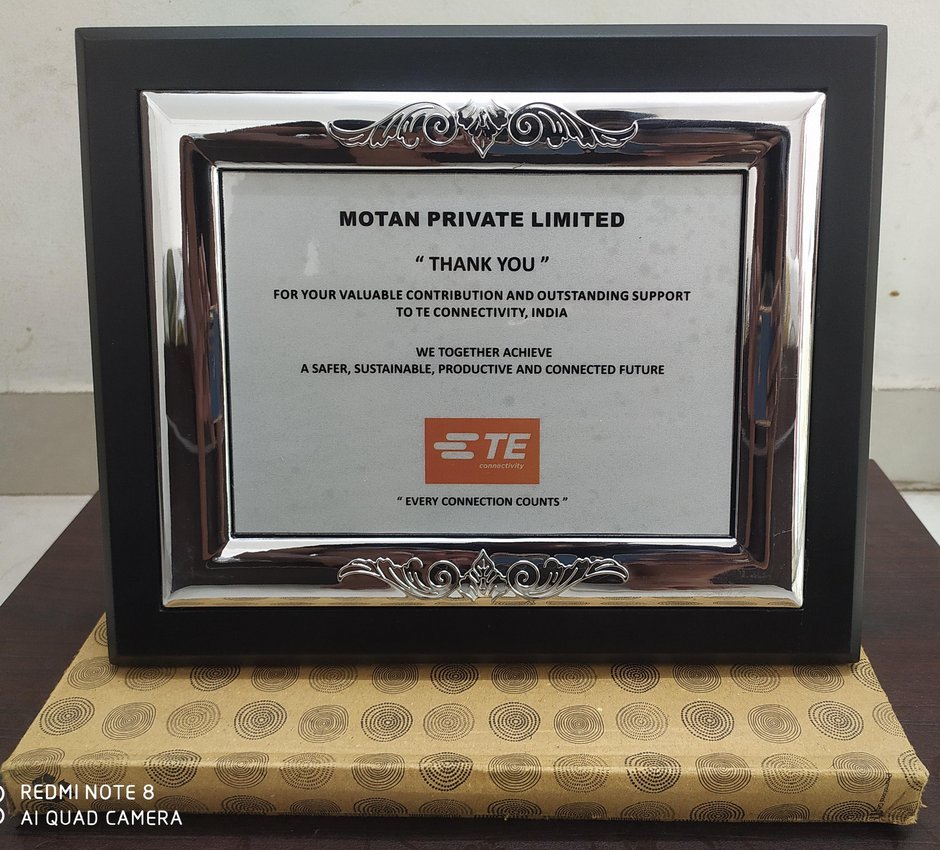 MOTAN PRIVATE LIMITED
“ THANK YOU ”
FOR YOUR VALUABLE CONTRIBUTION AND OUTSTANDING SUPPORT
TO TE CONNECTIVITY, INDIA
WE TOGETHER ACHIEVE
A SAFER, SUSTAINABLE, PRODUCTIVE AND CONNECTED FUTURE
TE
connectivity
“ EVERY CONNECTION COUNTS ”
REDMI NOTE 8
AI QUAD CAMERA